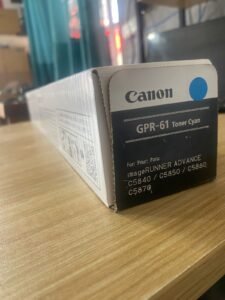 Canon
GPR-61 Toner Cyan
For/Pour/Para:
imageRUNNER ADVANCE
C5840 / C5850 / C5860
C5870